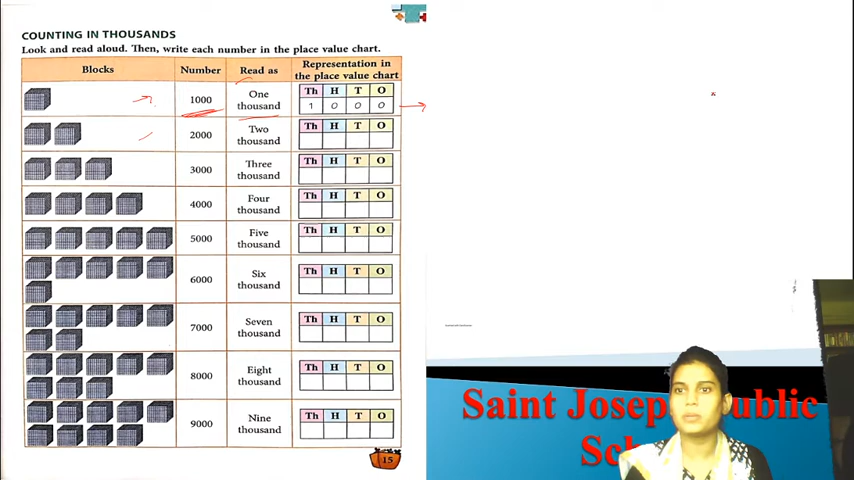 COUNTING IN THOUSANDS
Look and read aloud. Then, write each number in the place value chart.
Blocks Number Read as Representation in the place value chart
1000 One thousand Th H T O
1 0 0 0
2000 Two thousand Th H T O
3000 Three thousand Th H T O
4000 Four thousand Th H T O
5000 Five thousand Th H T O
6000 Six thousand Th H T O
7000 Seven thousand Th H T O
8000 Eight thousand Th H T O
9000 Nine thousand Th H T O
15
Saint Josep Public
Sc